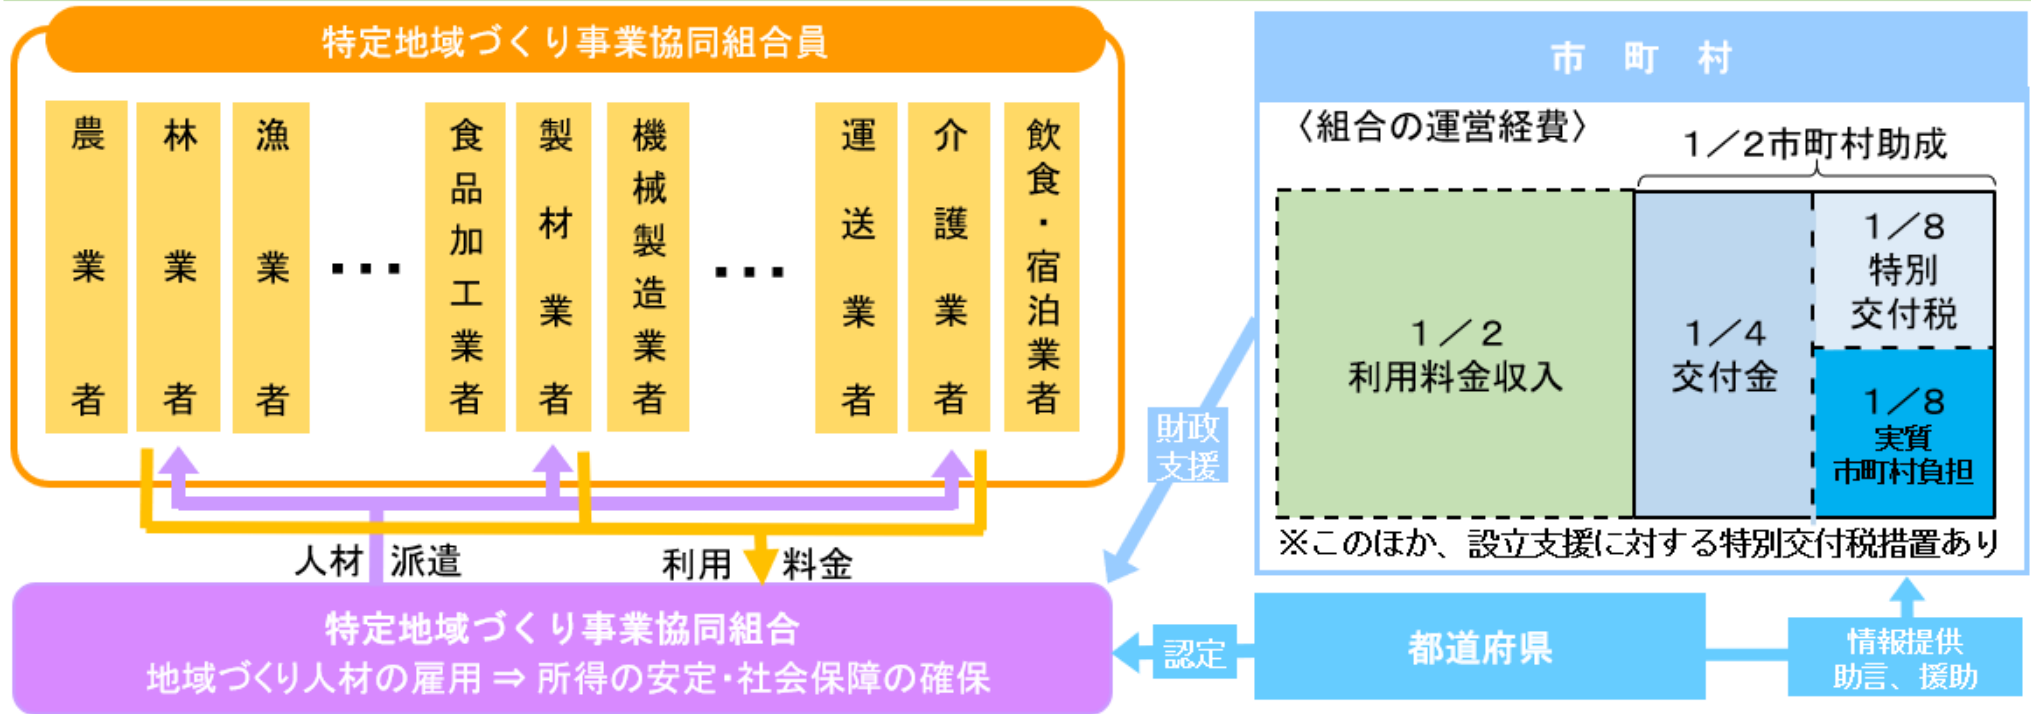 特定地域づくり事業協同組合員
農業者
林業者
漁業者
･･･
食品加工業者
製材業者
機械製造業者
･･･
運送業者
介護業者
飲食・宿泊業者
人材派遣
利用料金
特定地域づくり事業協同組合
地域づくり人材の雇用 ⇒ 所得の安定・社会保障の確保
財政
支援
認定
市町村
〈組合の運営経費〉
1／2市町村助成
1／2
利用料金収入
1／4
交付金
1／8
特別
交付税
1／8
実質
市町村負担
※このほか、設立支援に対する特別交付税措置あり
都道府県
情報提供
助言、援助